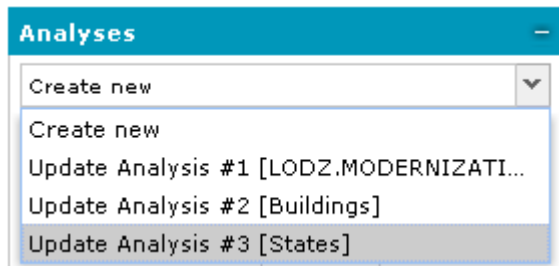 Analyses
Create new
Create new
Update Analysis #1 [LODZ.MODERNIZATI...
Update Analysis #2 [Buildings]
Update Analysis #3 [States]